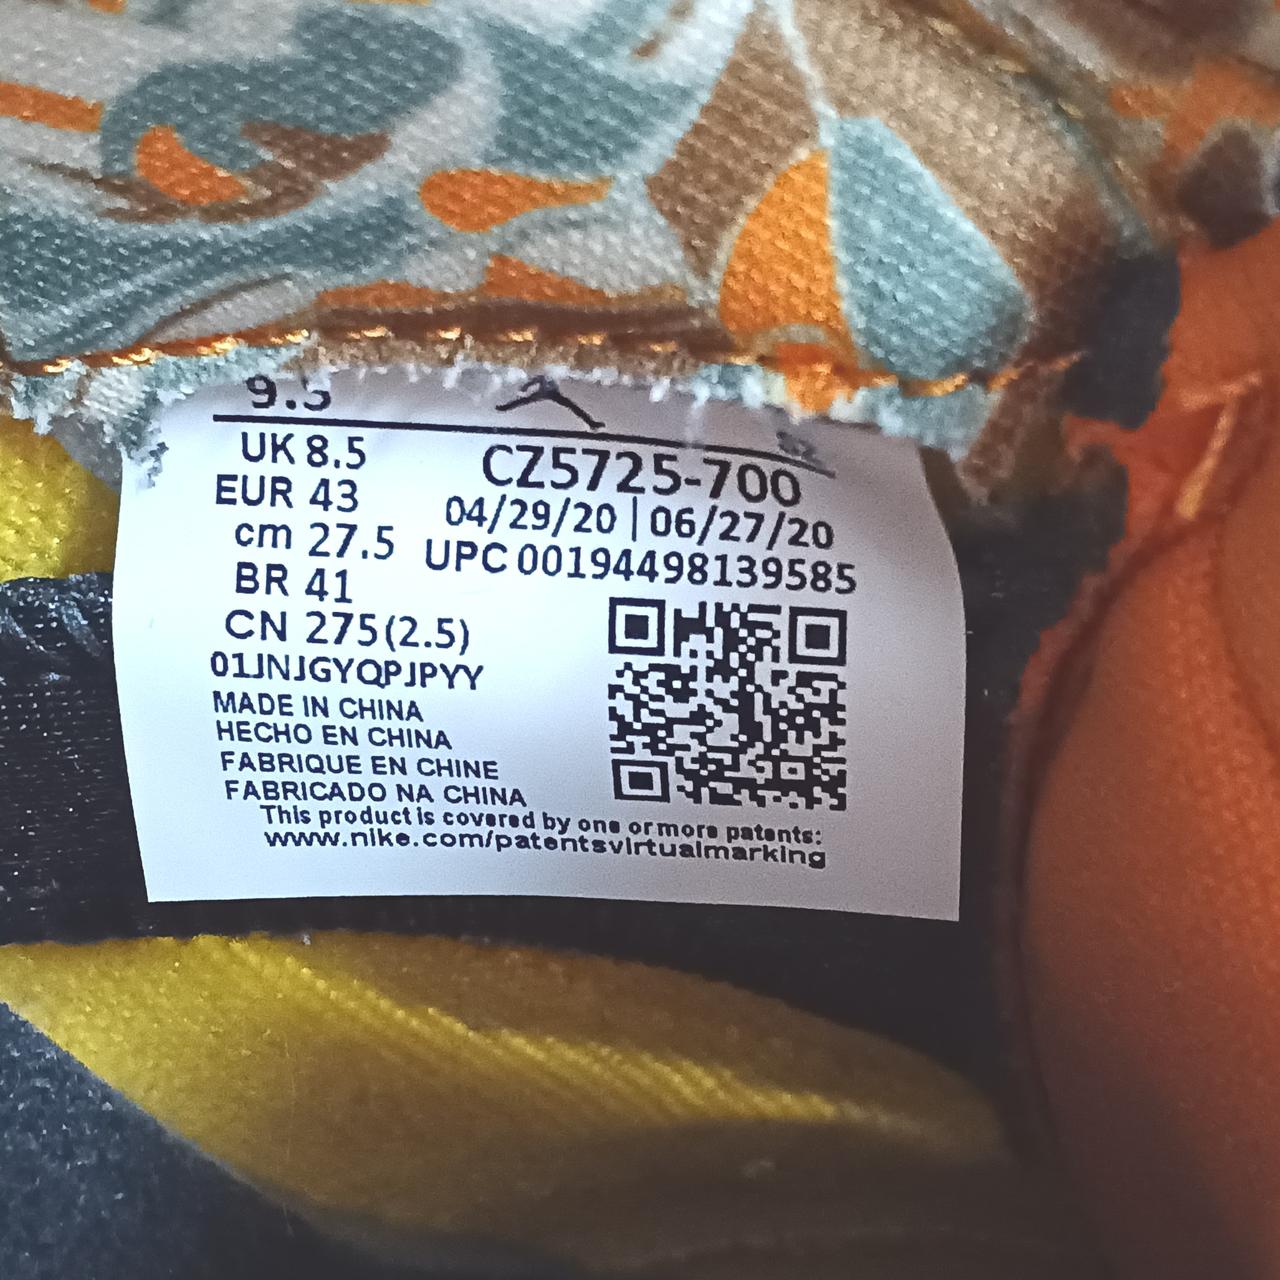 9.5
UK 8.5
EUR 43
cm 27.5
BR 41
CN 275(2.5)
CZ5725-700
04/29/20 | 06/27/20
UPC 00194498139585
01JNJGYQPJPYY
MADE IN CHINA
HECHO EN CHINA
FABRIQUE EN CHINE
FABRICADO NA CHINA
This product is covered by one or more patents:
www.nike.com/patentsvirtualmarking